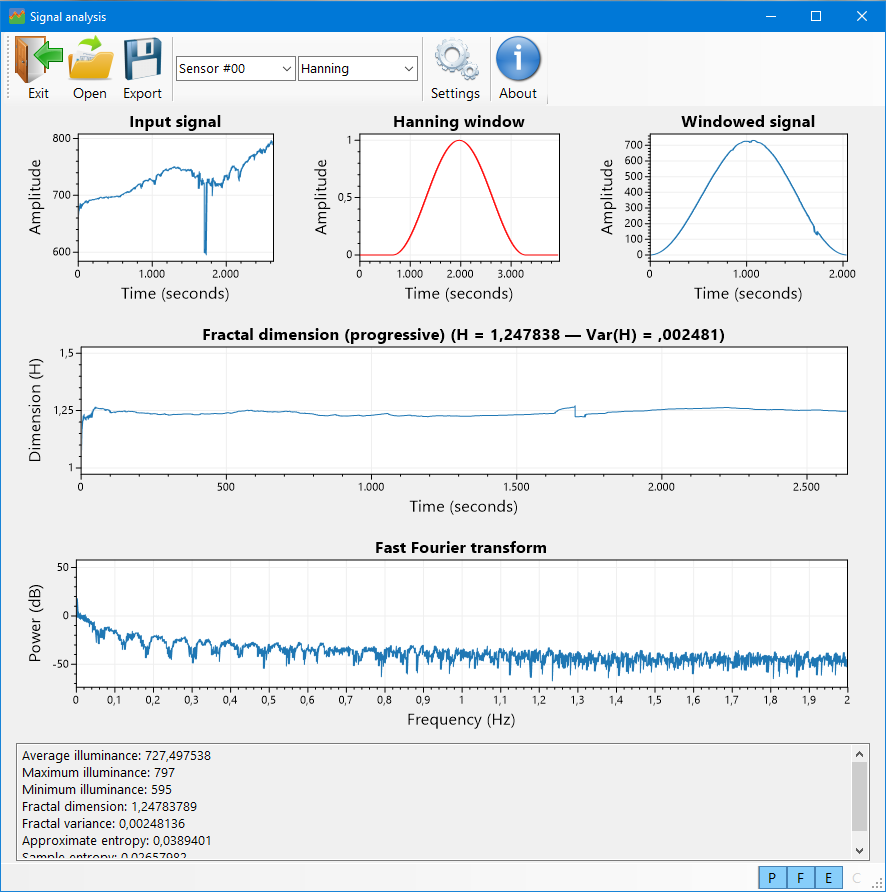 Signal analysis
Exit Open Export Sensor #00 Hanning Settings About
Input signal
Amplitude
800
700
600
0 1.000 2.000
Time (seconds)
Hanning window
Amplitude
1
0,5
0
0 1.000 2.000 3.000
Time (seconds)
Windowed signal
Amplitude
700
600
500
400
300
200
100
0
0 1.000 2.000
Time (seconds)
Fractal dimension (progressive) (H = 1,247838 — Var(H) = ,002481)
Dimension (H)
1,5
1,25
1
0 500 1.000 1.500 2.000 2.500
Time (seconds)
Fast Fourier transform
Power (dB)
50
0
-50
0 0,1 0,2 0,3 0,4 0,5 0,6 0,7 0,8 0,9 1 1,1 1,2 1,3 1,4 1,5 1,6 1,7 1,8 1,9 2
Frequency (Hz)
Average illuminance: 727,497538
Maximum illuminance: 797
Minimum illuminance: 595
Fractal dimension: 1,24783789
Fractal variance: 0,00248136
Approximate entropy: 0,0389401
Sample entropy: 0,02657982
P F E C